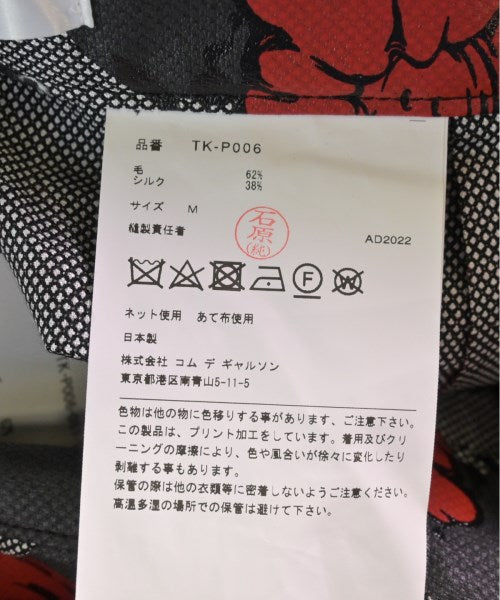 品番 TK-P006
毛 62%
シルク 38%
サイズ M
縫製責任者
石原
(純)
AD2022
F
W
ネット使用 あて布使用
日本製
株式会社 コム デ ギャルソン
東京都港区南青山5-11-5
色物は他の物に色移りする事があります、ご注意下さい。
この製品は、プリント加工をしています。着用及びクリ
ーニングの摩擦により、色や風合いが徐々に変化したり
剥離する事もあります。
保管の際は他の衣類等に密着しないようご注意ください。
高温多湿の場所での保管は避けて下さい。